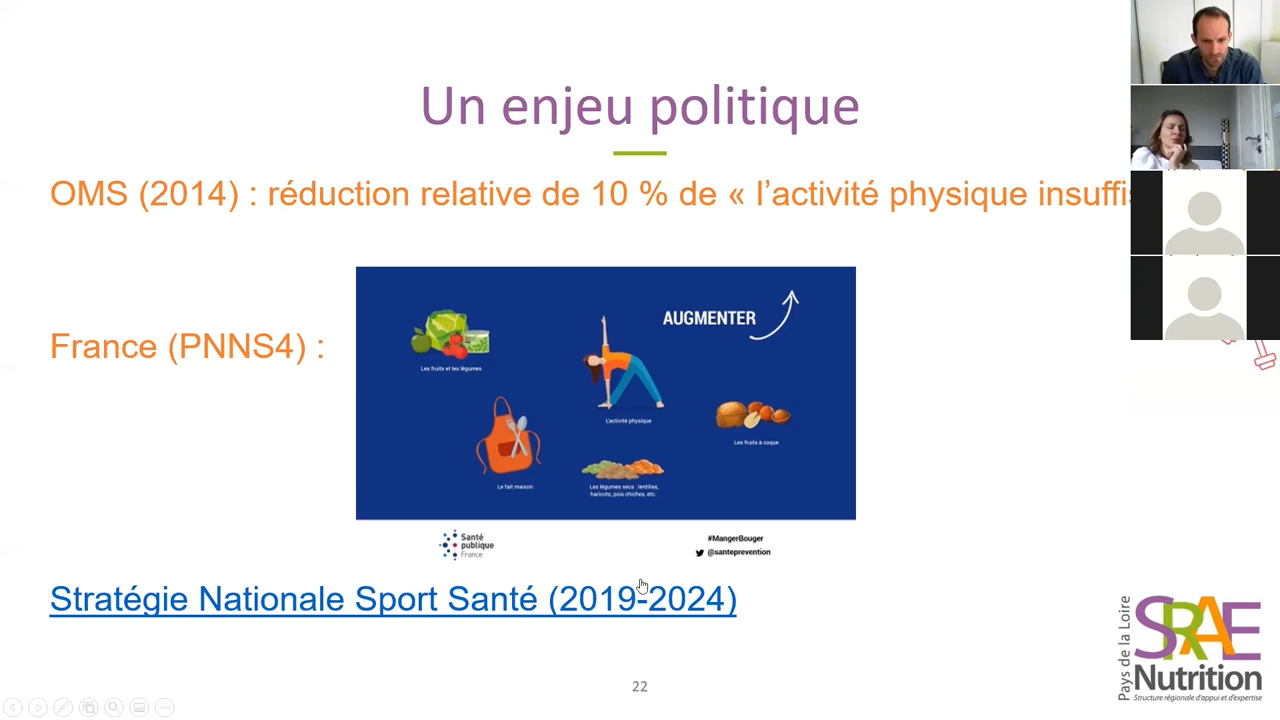 Un enjeu politique
OMS (2014) : réduction relative de 10 % de « l’activité physique
France (PNNS4) :
AUGMENTER
Les fruits et les légumes
L'activité physique
Les fruits à coque
Le fait maison
Les légumes secs : lentilles,
haricots, pois chiches, etc.
Santé
publique
France
#MangerBouger
@santeprevention
Stratégie Nationale Sport Santé (2019-2024)
22
Pays de la Loire
SRAE
Nutrition
Structure régionale d'appui et d'expertise